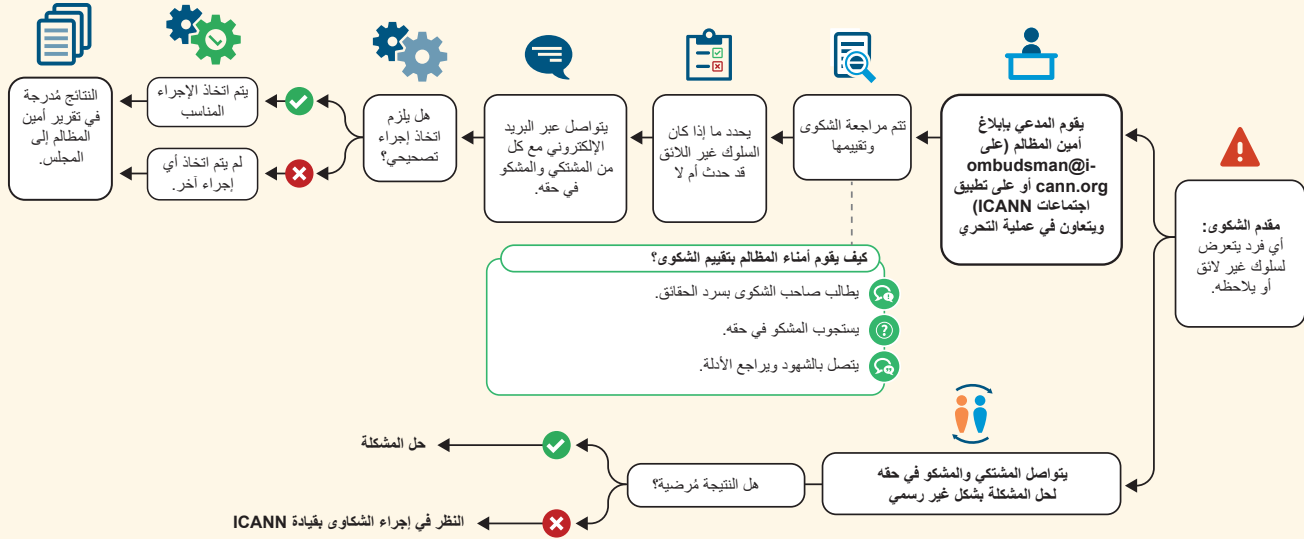 مقدم الشكوى:
أي فرد يتعرض
لسلوك غير لائق
أو يلاحظه.
يقوم المدعي بإبلاغ
أمين المظالم (على
ombudsman@i-
cann.org أو على تطبيق
اجتماعات ICANN)
ويتعاون في عملية التحري
تتم مراجعة الشكوى
وتقييمها
يحدد ما إذا كان
السلوك غير اللائق
قد حدث أم لا
يتواصل عبر البريد
الإلكتروني مع كل
من المشتكي والمشكو
في حقه.
هل يلزم
اتخاذ إجراء
تصحيحي؟
يتم اتخاذ الإجراء
المناسب
لم يتم اتخاذ أي
إجراء آخر.
النتائج مُدرجة
في تقرير أمين
المظالم إلى
المجلس.
كيف يقوم أمناء المظالم بتقييم الشكوى؟
يطالب صاحب الشكوى بسرد الحقائق.
يستجوب المشكو في حقه.
يتصل بالشهود ويراجع الأدلة.
يتواصل المشتكي والمشكو في حقه
لحل المشكلة بشكل غير رسمي
هل النتيجة مُرضية؟
حل المشكلة
النظر في إجراء الشكاوى بقيادة ICANN